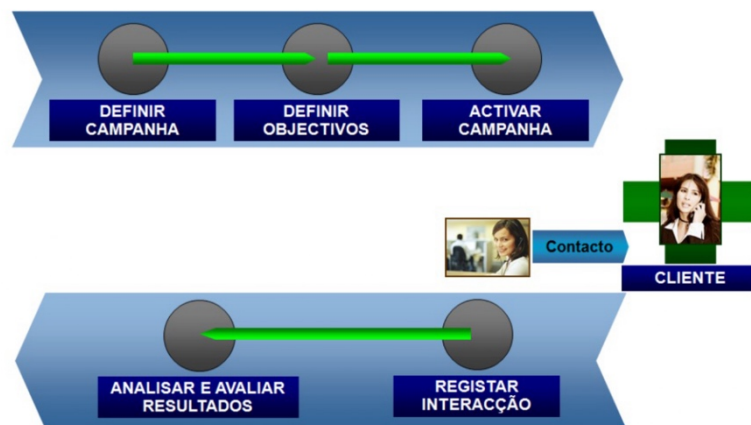 DEFINIR
CAMPANHA
DEFINIR
OBJECTIVOS
ACTIVAR
CAMPANHA
Contacto
CLIENTE
ANALISAR E AVALIAR
RESULTADOS
REGISTAR
INTERACÇÃO